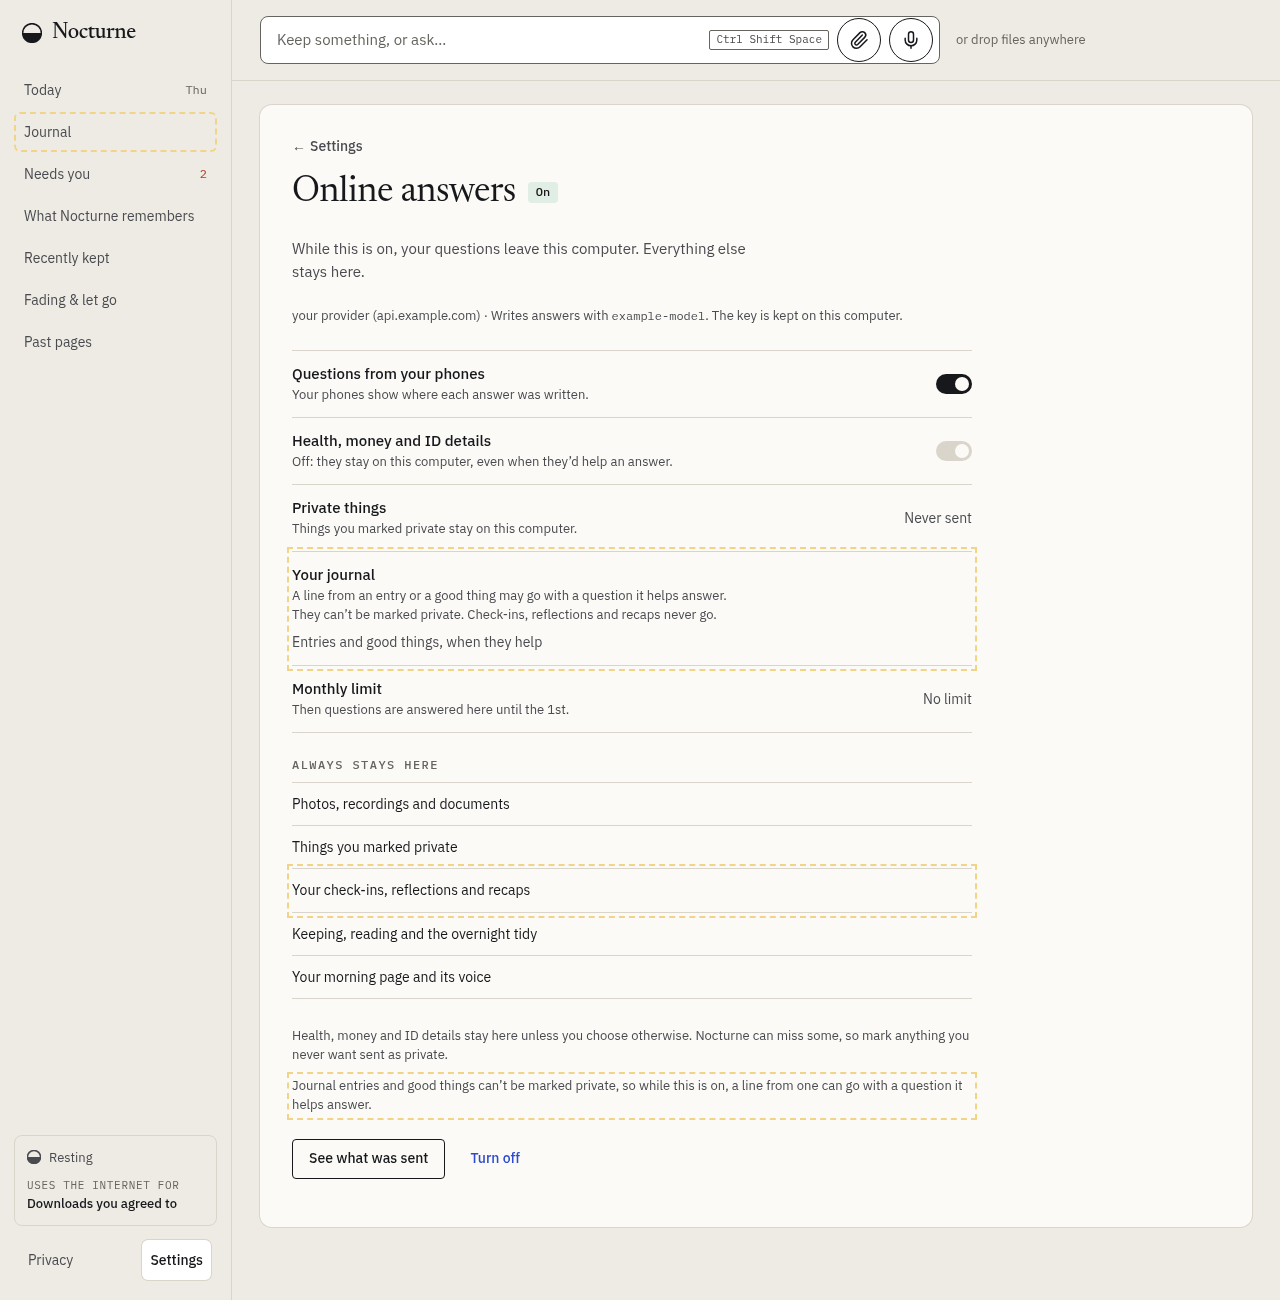 Nocturne
Keep something, or ask...
Ctrl Shift Space
or drop files anywhere
Today
Thu
Journal
Needs you
2
What Nocturne remembers
Recently kept
Fading & let go
Past pages
← Settings
Online answers
On
While this is on, your questions leave this computer. Everything else
stays here.
your provider (api.example.com) · Writes answers with example-model. The key is kept on this computer.
Questions from your phones
Your phones show where each answer was written.
Health, money and ID details
Off: they stay on this computer, even when they’d help an answer.
Private things
Things you marked private stay on this computer.
Never sent
Your journal
A line from an entry or a good thing may go with a question it helps answer.
They can’t be marked private. Check-ins, reflections and recaps never go.
Entries and good things, when they help
Monthly limit
Then questions are answered here until the 1st.
No limit
ALWAYS STAYS HERE
Photos, recordings and documents
Things you marked private
Your check-ins, reflections and recaps
Keeping, reading and the overnight tidy
Your morning page and its voice
Health, money and ID details stay here unless you choose otherwise. Nocturne can miss some, so mark anything you
never want sent as private.
Journal entries and good things can’t be marked private, so while this is on, a line from one can go with a question it
helps answer.
See what was sent
Turn off
Resting
USES THE INTERNET FOR
Downloads you agreed to
Privacy
Settings